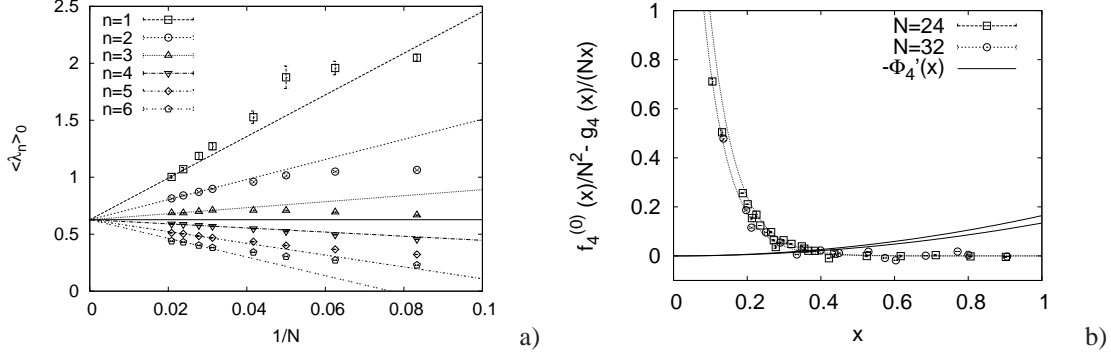 <λₙ>₀
2.5
2
1.5
1
0.5
0
n=1
n=2
n=3
n=4
n=5
n=6
0 0.02 0.04 0.06 0.08 0.1
1/N
a)
f₄⁽⁰⁾ (x)/N² - g₄ (x)/(Nx)
1
0.8
0.6
0.4
0.2
0
N=24
N=32
-Φ₄'(x)
0 0.2 0.4 0.6 0.8 1
x
b)